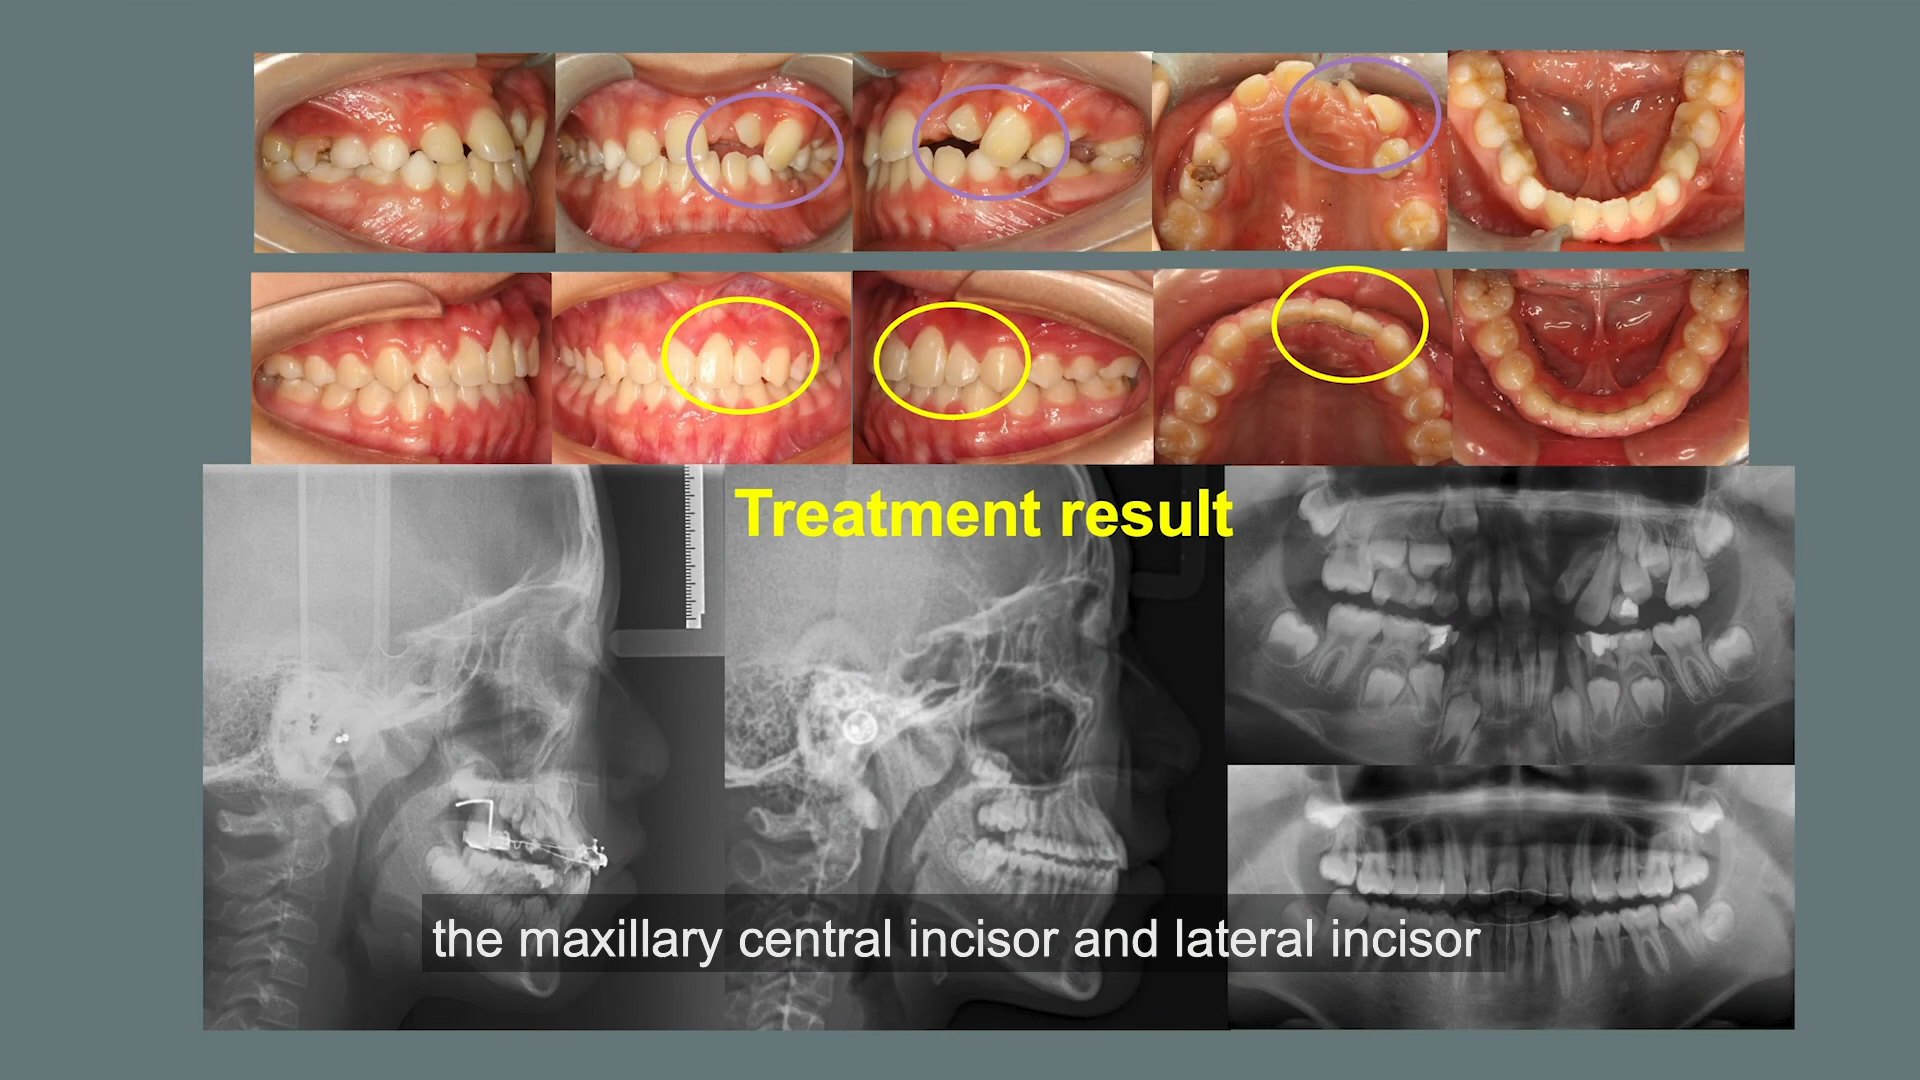 Treatment result
the maxillary central incisor and lateral incisor